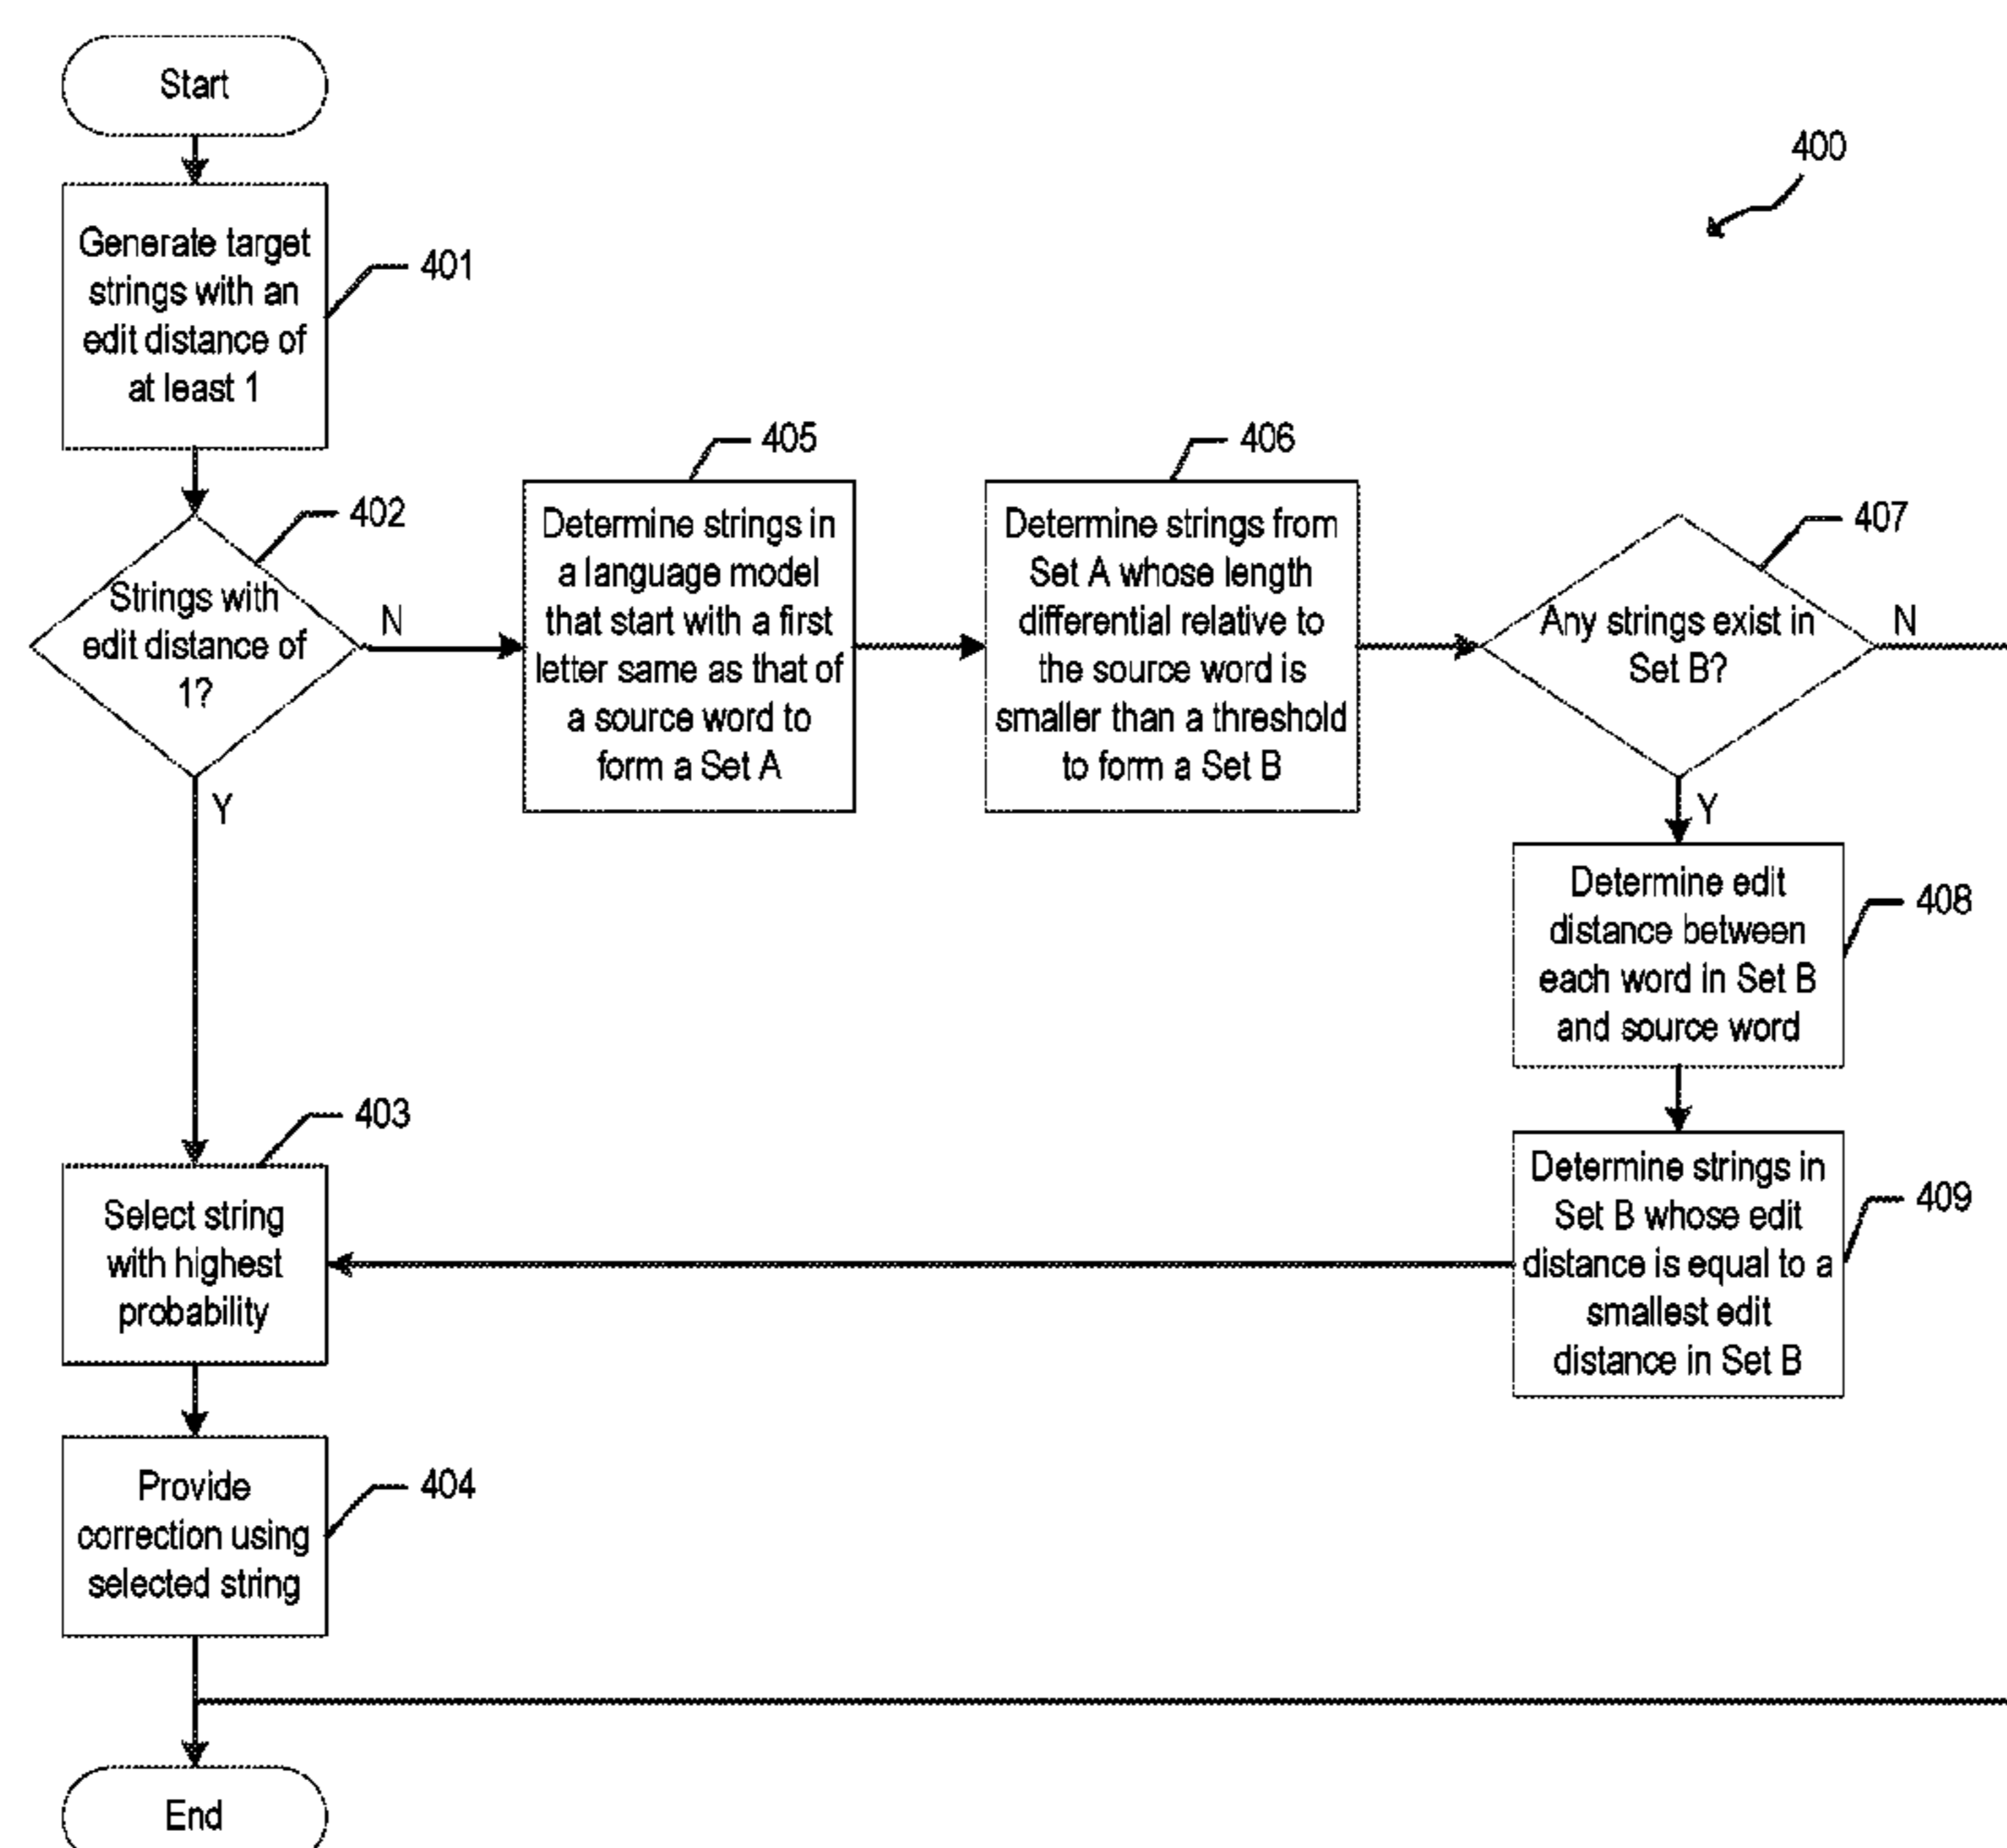 Start
400
Generate target
strings with an
edit distance of
at least 1
401
402
Strings with
edit distance of
1?
N
Y
405
Determine strings in
a language model
that start with a first
letter same as that of
a source word to
form a Set A
406
Determine strings from
Set A whose length
differential relative to
the source word is
smaller than a threshold
to form a Set B
407
Any strings exist in
Set B?
N
Y
Determine edit
distance between
each word in Set B
and source word
408
Determine strings in
Set B whose edit
distance is equal to a
smallest edit
distance in Set B
409
403
Select string
with highest
probability
Provide
correction using
selected string
404
End